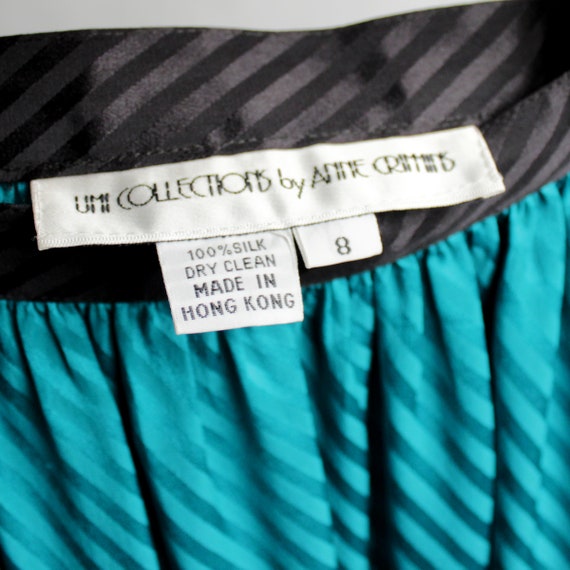 UMI COLLECTIONS by ANNE CRIMMINS
100% SILK
DRY CLEAN
MADE IN
HONG KONG
8